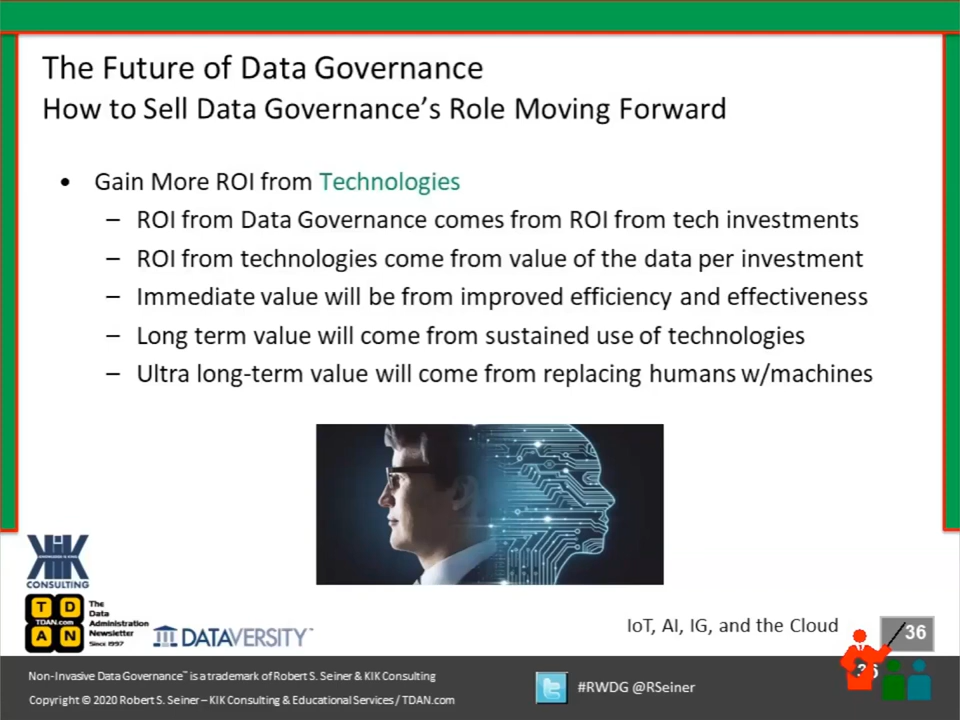 The Future of Data Governance
How to Sell Data Governance's Role Moving Forward
• Gain More ROI from Technologies
– ROI from Data Governance comes from ROI from tech investments
– ROI from technologies come from value of the data per investment
– Immediate value will be from improved efficiency and effectiveness
– Long term value will come from sustained use of technologies
– Ultra long-term value will come from replacing humans w/machines
KIK
CONSULTING
T D
TDAN.com
A N
The
Data
Administration
Newsletter
Since 1997
DATAVERSITY™
IoT, AI, IG, and the Cloud
36
36
Non-Invasive Data Governance™ is a trademark of Robert S. Seiner & KIK Consulting
Copyright © 2020 Robert S. Seiner – KIK Consulting & Educational Services / TDAN.com
#RWDG @RSeiner